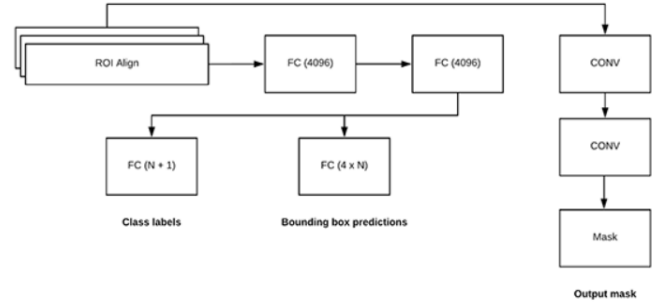 ROI Align
FC (4096)
FC (4096)
CONV
CONV
FC (N + 1)
FC (4 x N)
Class labels
Bounding box predictions
Mask
Output mask